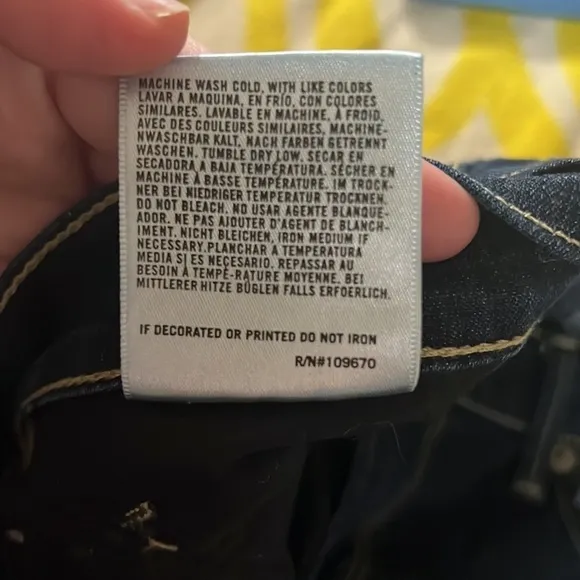 MACHINE WASH COLD, WITH LIKE COLORS
LAVAR A MAQUINA, EN FRÍO, CON COLORES
SIMILARES. LAVABLE EN MACHINE, À FROID,
AVEC DES COULEURS SIMILAIRES, MACHINE-
NWASCHBAR KALT, NACH FARBEN GETRENNT
WASCHEN. TUMBLE DRY LOW. SECAR EN
SECADORA A BAJA TEMPÉRATURA. SÉCHER EN
MACHINE À BASSE TEMPÉRATURE. IM TROCK-
NER BEI NIEDRIGER TEMPERATUR TROCKNEN.
DO NOT BLEACH. NO USAR AGENTE BLANQUE-
ADOR. NE PAS AJOUTER D'AGENT DE BLANCH-
IMENT. NICHT BLEICHEN, IRON MEDIUM IF
NECESSARY.PLANCHAR A TEMPERATURA
MEDIA SI ES NEÇESARIO. REPASSAR AU
BESOIN À TEMPÉ-RATURE MOYENNE. BEI
MITTLERER HITZE BÜGLEN FALLS ERFOERLICH.
IF DECORATED OR PRINTED DO NOT IRON
R/N#109670